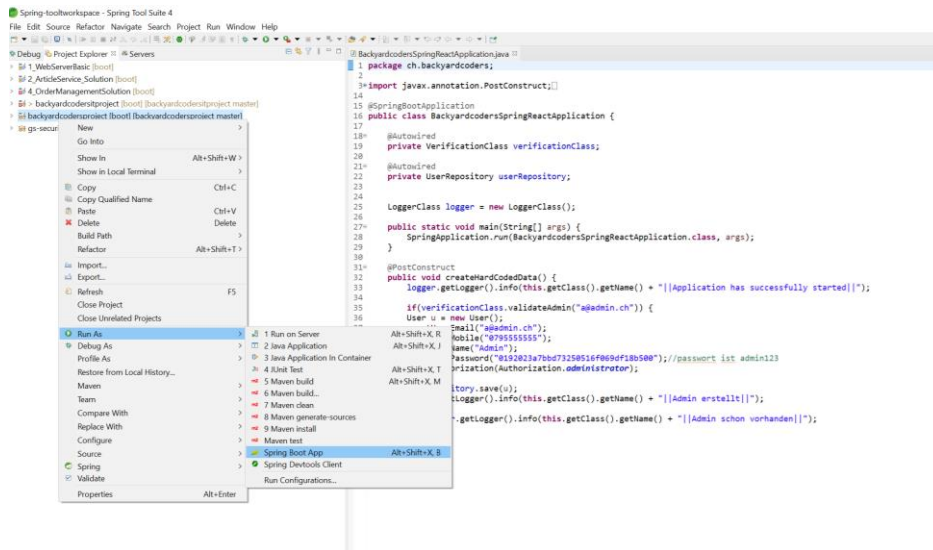 Spring-tooltworkspace - Spring Tool Suite 4
File Edit Source Refactor Navigate Search Project Run Window Help
Debug Project Explorer Servers
1_WebServerBasic [boot]
2_ArticleService_Solution [boot]
4_OrderManagementSolution [boot]
> backyardcodersitproject [boot] [backyardcodersitproject master]
backyardcodersproject [boot] [backyardcodersproject master]
gs-securi
New
Go Into
Show In Alt+Shift+W >
Show in Local Terminal
Copy Ctrl+C
Copy Qualified Name
Paste Ctrl+V
Delete Delete
Build Path
Refactor Alt+Shift+T >
Import...
Export...
Refresh F5
Close Project
Close Unrelated Projects
Run As
Debug As
Profile As
Restore from Local History...
Maven
Team
Compare With
Replace With
Configure
Source
Spring
Validate
Properties Alt+Enter
1 Run on Server Alt+Shift+X, R
2 Java Application Alt+Shift+X, J
3 Java Application In Container
4 JUnit Test Alt+Shift+X, T
5 Maven build Alt+Shift+X, M
6 Maven build...
7 Maven clean
8 Maven generate-sources
9 Maven install
Maven test
Spring Boot App Alt+Shift+X, B
Spring Devtools Client
Run Configurations...
BackyardcodersSpringReactApplication.java
1 package ch.backyardcoders;
2
3 import javax.annotation.PostConstruct;
14
15 @SpringBootApplication
16 public class BackyardcodersSpringReactApplication {
17
18 @Autowired
19 private VerificationClass verificationClass;
20
21 @Autowired
22 private UserRepository userRepository;
23
24
25 LoggerClass logger = new LoggerClass();
26
27 public static void main(String[] args) {
28 SpringApplication.run(BackyardcodersSpringReactApplication.class, args);
29 }
30
31 @PostConstruct
32 public void createHardCodedData() {
33 logger.getLogger().info(this.getClass().getName() + "||Application has successfully started||");
34
35 if(verificationClass.validateAdmin("a@admin.ch")) {
36 User u = new User();
Email("a@admin.ch");
Mobile("0795555555");
Name("Admin");
Password("0192023a7bbd73250516f069df18b500");//passwort ist admin123
orization(Authorization.administrator);
itory.save(u);
Logger().info(this.getClass().getName() + "||Admin erstellt||");
.getLogger().info(this.getClass().getName() + "||Admin schon vorhanden||");